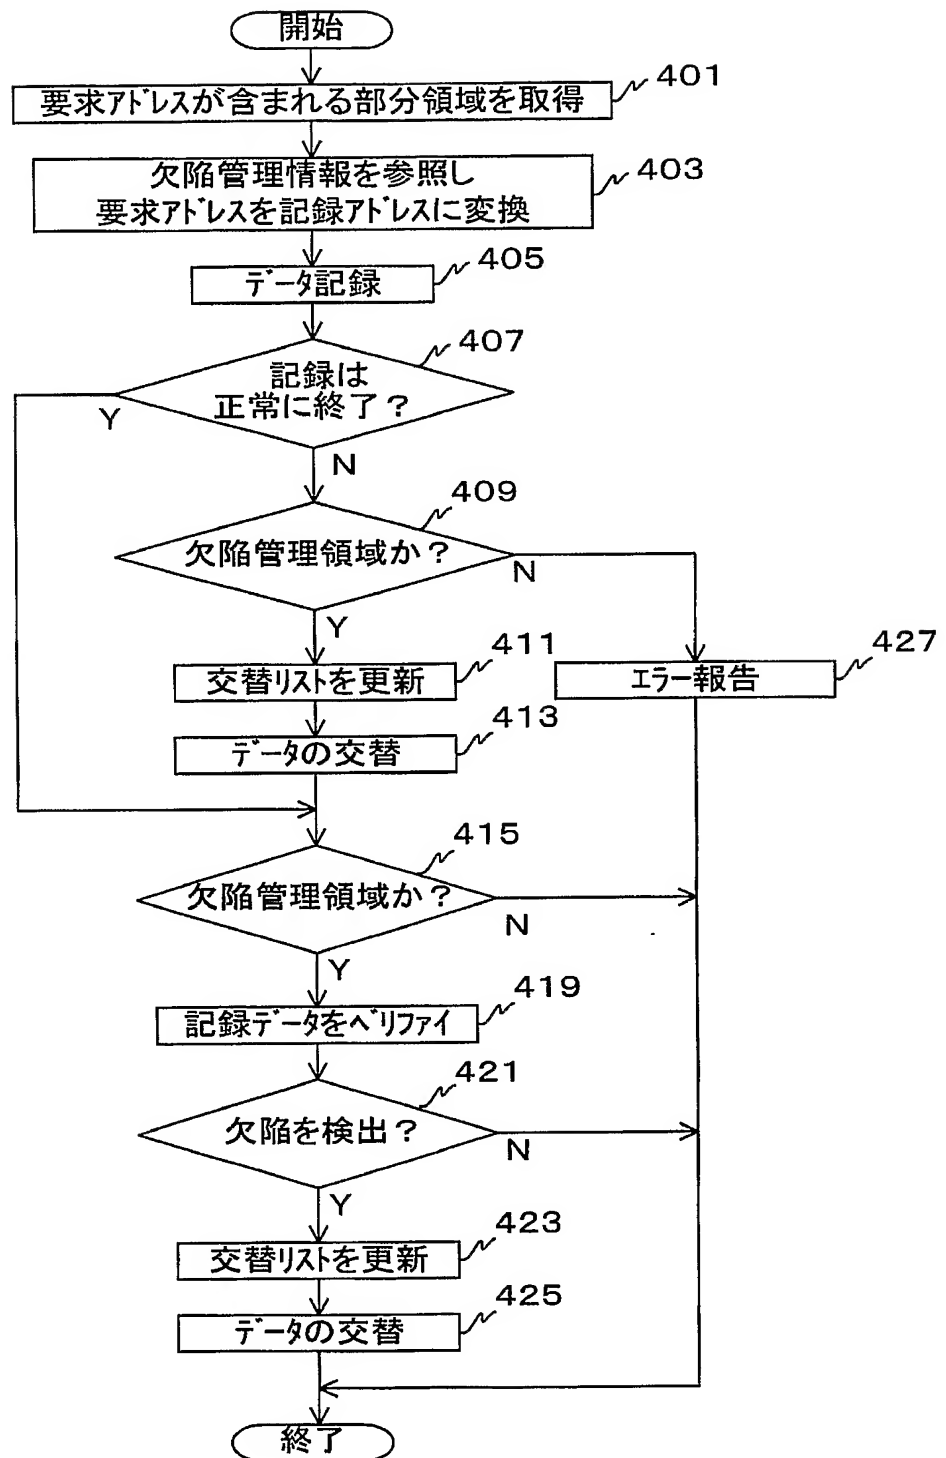 開始
401
要求アドレスが含まれる部分領域を取得
403
欠陥管理情報を参照し
要求アドレスを記録アドレスに変換
405
データ記録
407
記録は
正常に終了？
Y
N
409
欠陥管理領域か？
N
Y
411
交替リストを更新
427
エラー報告
413
データの交替
415
欠陥管理領域か？
N
Y
419
記録データをベリファイ
421
欠陥を検出？
N
Y
423
交替リストを更新
425
データの交替
終了